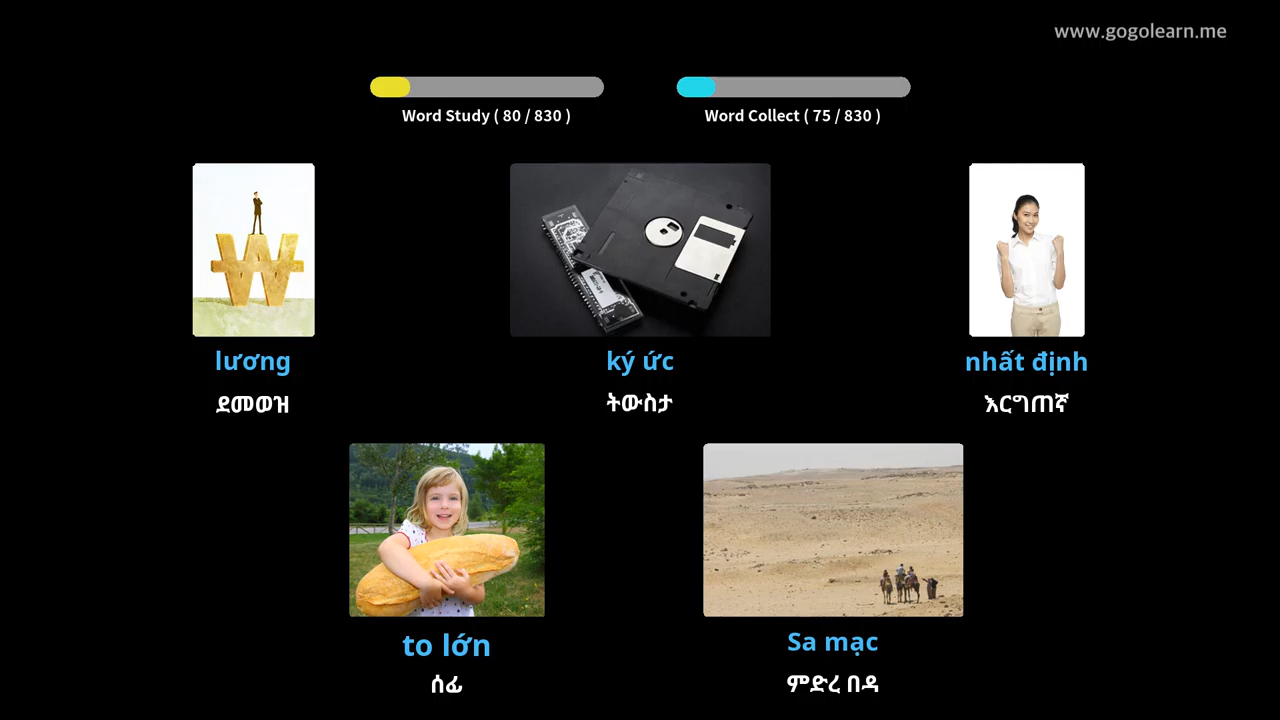 www.gogolearn.me
Word Study ( 80 / 830 )
Word Collect ( 75 / 830 )
lương
ደመወዝ
ký ức
ትውስታ
nhất định
እርግጠኛ
to lớn
ሰፊ
Sa mạc
ምድረ በዳ